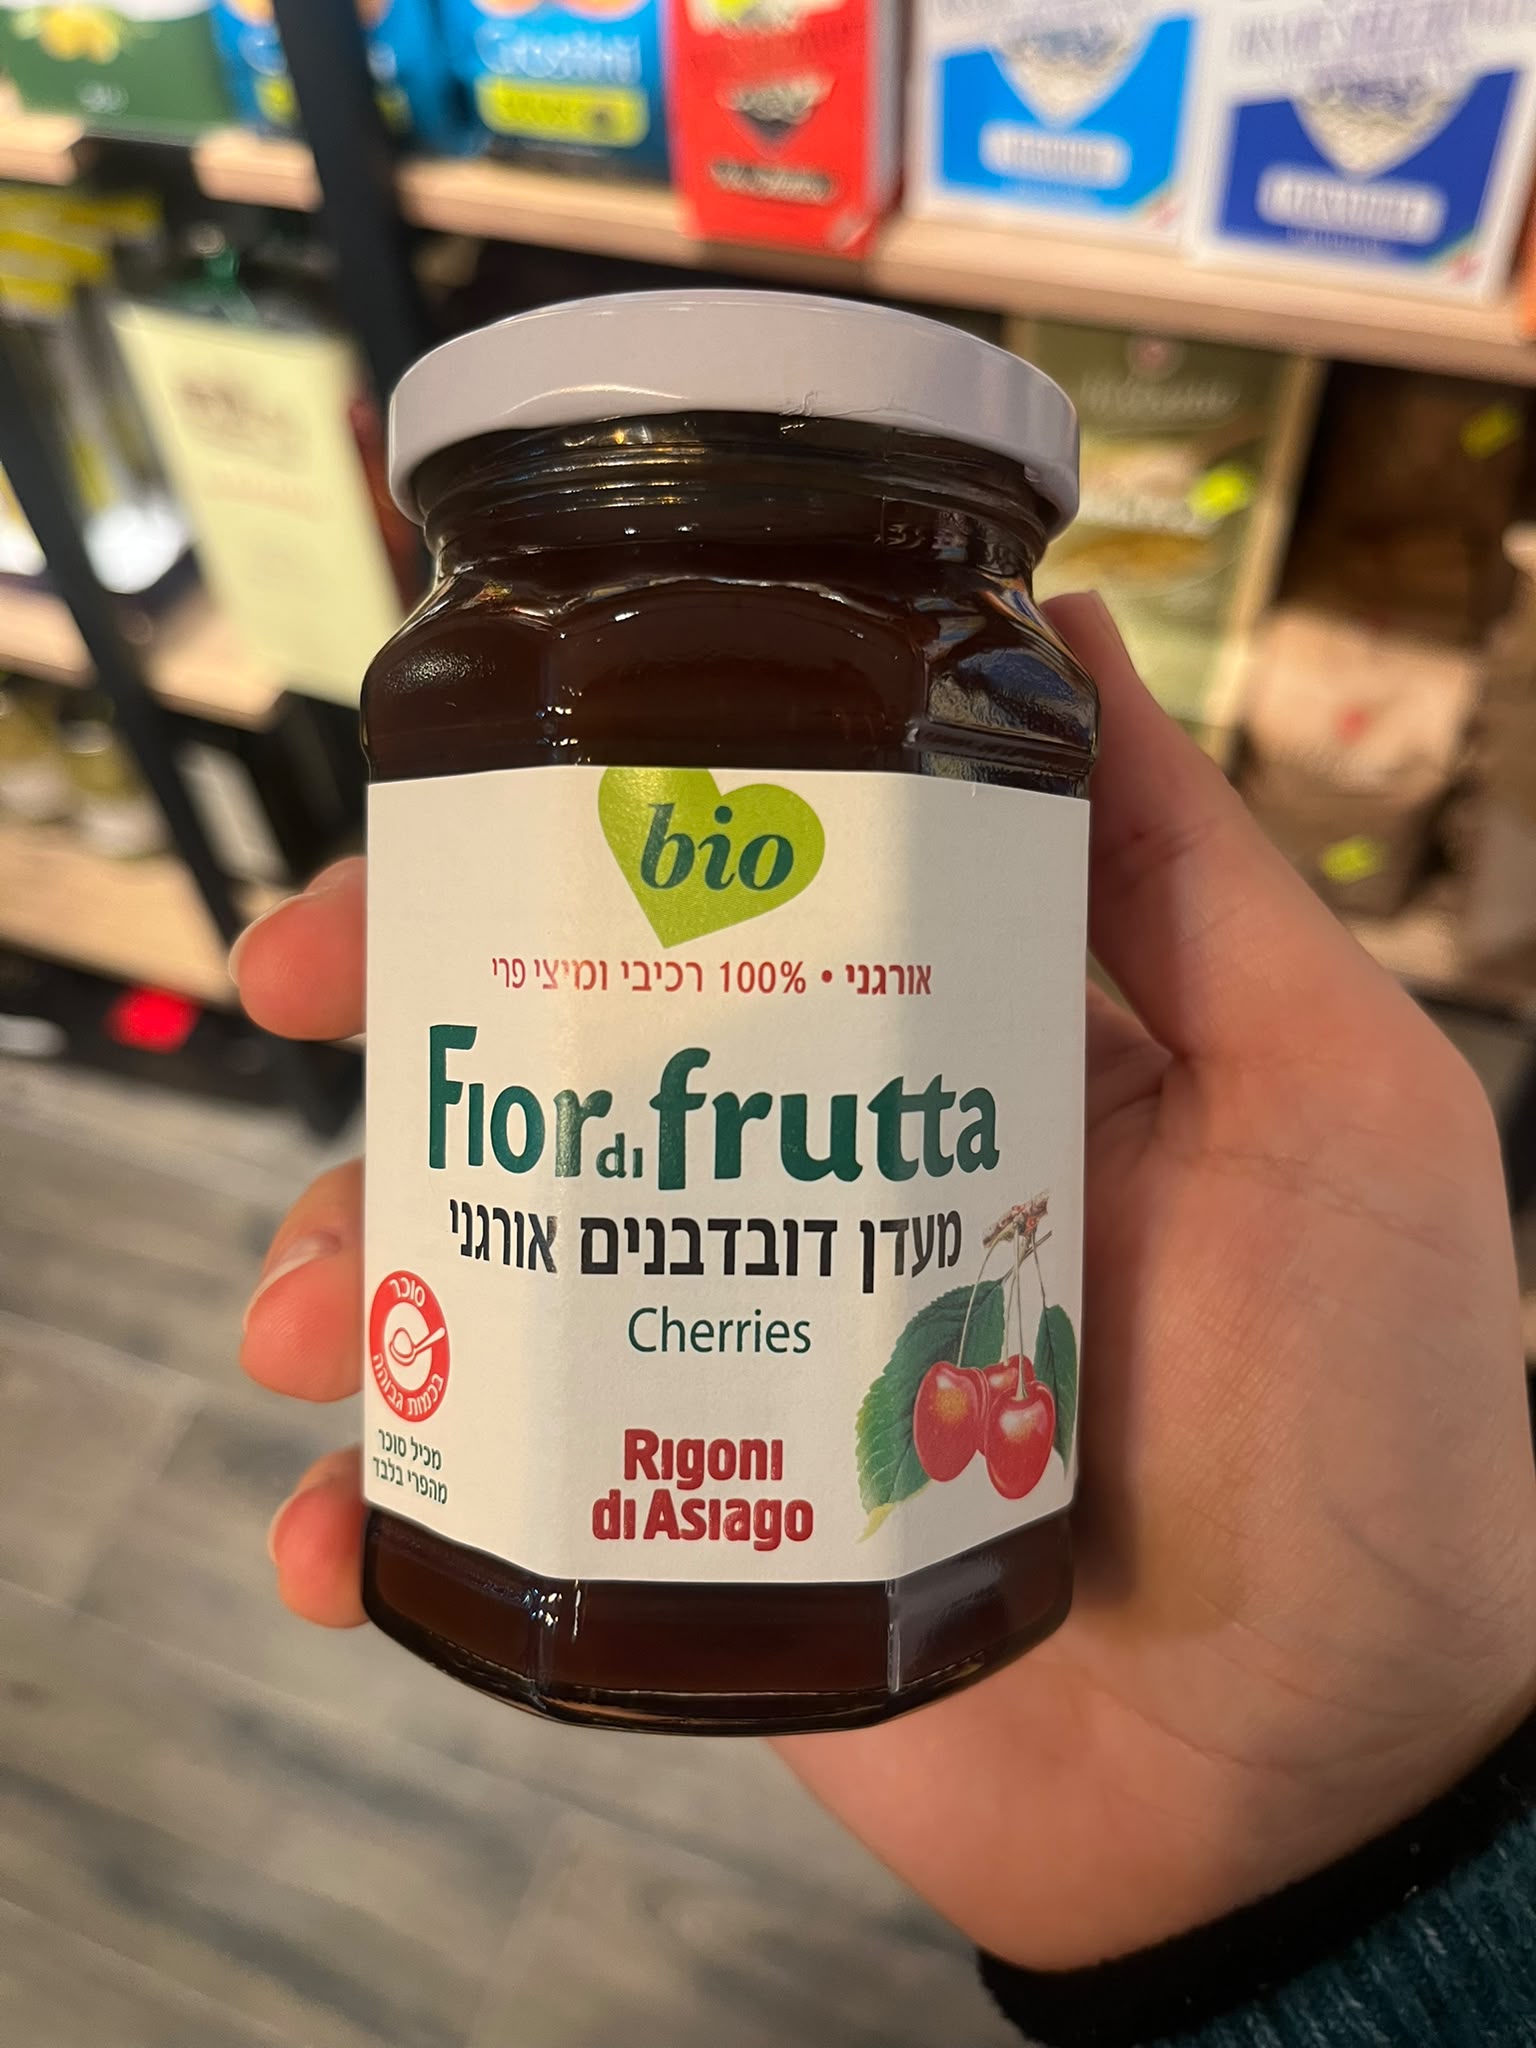 bio
אורגני • 100% רכיבי ומיצי פרי
Fior di frutta
מעדן דובדבנים אורגני
Cherries
סוכר
בכמות גבוהה
מכיל סוכר
מהפרי בלבד
Rigoni
di Asiago